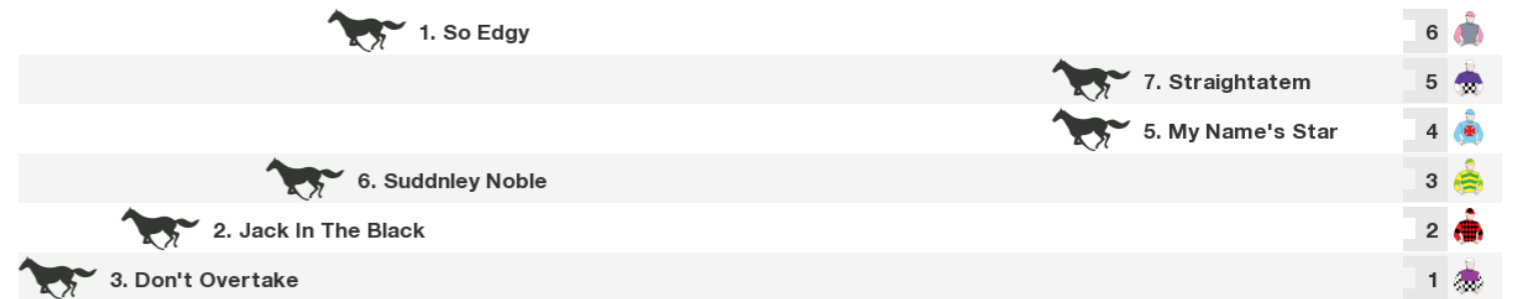 1. So Edgy 6
7. Straightatem 5
5. My Name's Star 4
6. Suddnley Noble 3
2. Jack In The Black 2
3. Don't Overtake 1